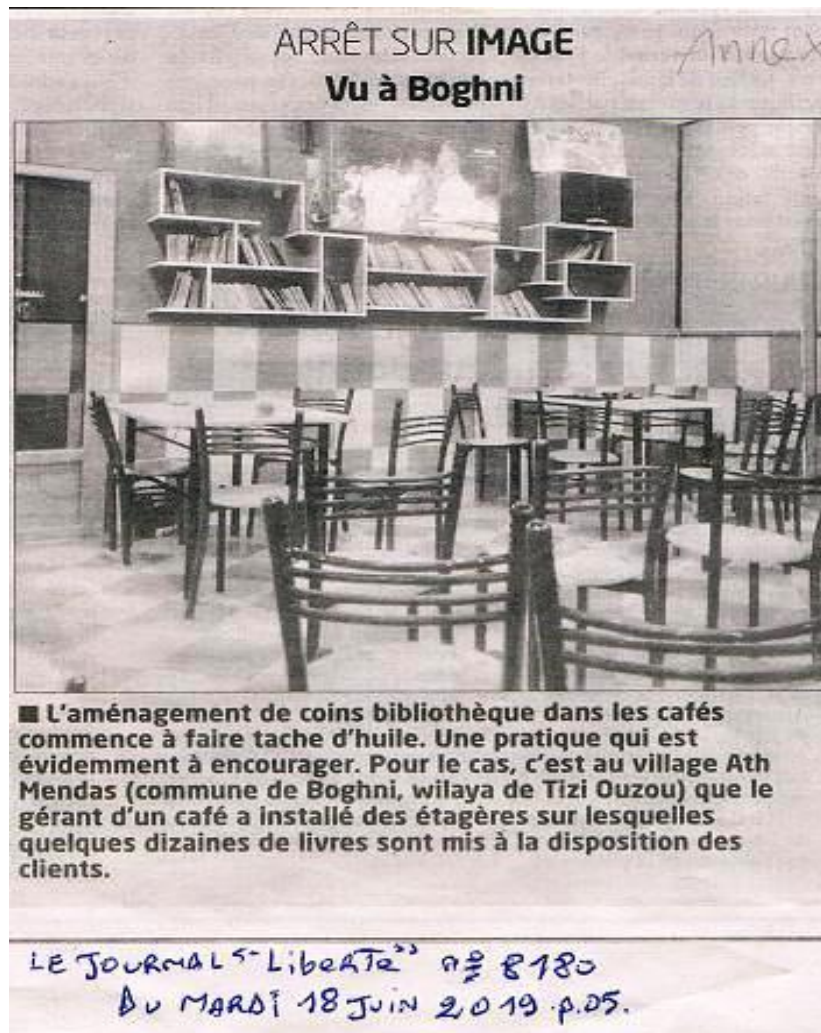 ARRÊT SUR IMAGE
Annex
Vu à Boghni
■ L'aménagement de coins bibliothèque dans les cafés
commence à faire tache d'huile. Une pratique qui est
évidemment à encourager. Pour le cas, c'est au village Ath
Mendas (commune de Boghni, wilaya de Tizi Ouzou) que le
gérant d'un café a installé des étagères sur lesquelles
quelques dizaines de livres sont mis à la disposition des
clients.
LE JOURNAL "Liberté" n° 8180
DU MARDI 18 JUIN 2019 p.05.